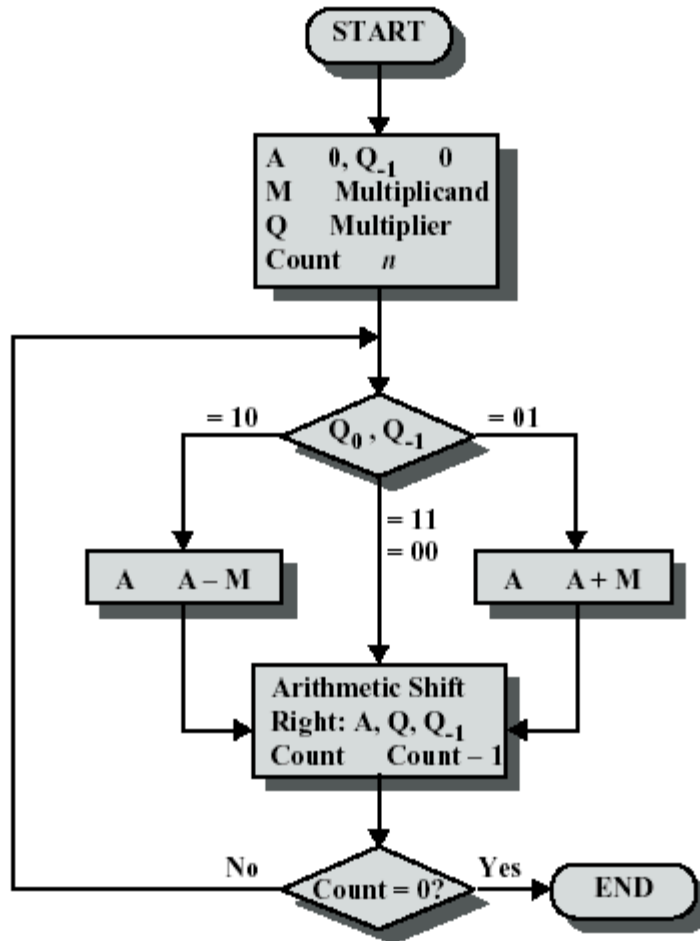 START
A 0, Q-1 0
M Multiplicand
Q Multiplier
Count n
= 10
Q0 , Q-1
= 01
= 11
= 00
A A – M
A A + M
Arithmetic Shift
Right: A, Q, Q-1
Count Count – 1
No
Count = 0?
Yes
END